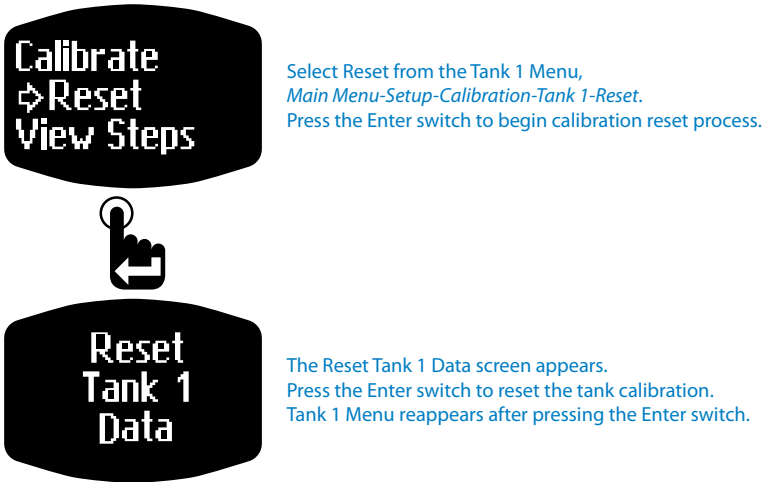 Calibrate
➩Reset
View Steps
Select Reset from the Tank 1 Menu,
Main Menu-Setup-Calibration-Tank 1-Reset.
Press the Enter switch to begin calibration reset process.
Reset
Tank 1
Data
The Reset Tank 1 Data screen appears.
Press the Enter switch to reset the tank calibration.
Tank 1 Menu reappears after pressing the Enter switch.